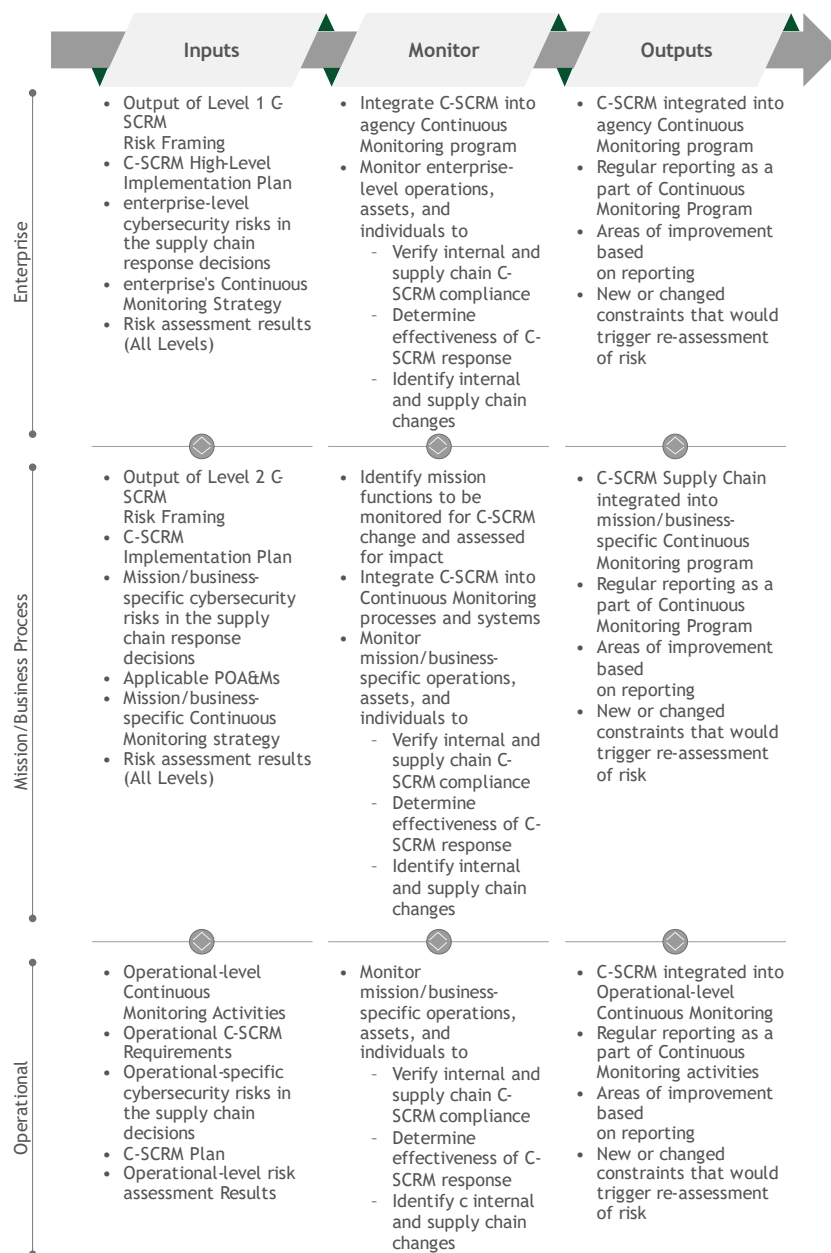 Inputs
Monitor
Outputs
Enterprise
• Output of Level 1 C-
SCRM
Risk Framing
• C-SCRM High-Level
Implementation Plan
• enterprise-level
cybersecurity risks in
the supply chain
response decisions
• enterprise's Continuous
Monitoring Strategy
• Risk assessment results
(All Levels)
• Integrate C-SCRM into
agency Continuous
Monitoring program
• Monitor enterprise-
level operations,
assets, and
individuals to
– Verify internal and
supply chain C-
SCRM compliance
– Determine
effectiveness of C-
SCRM response
– Identify internal
and supply chain
changes
• C-SCRM integrated into
agency Continuous
Monitoring program
• Regular reporting as a
part of Continuous
Monitoring Program
• Areas of improvement
based
on reporting
• New or changed
constraints that would
trigger re-assessment
of risk
Mission/Business Process
• Output of Level 2 C-
SCRM
Risk Framing
• C-SCRM
Implementation Plan
• Mission/business-
specific cybersecurity
risks in the supply
chain response
decisions
• Applicable POA&Ms
• Mission/business-
specific Continuous
Monitoring strategy
• Risk assessment results
(All Levels)
• Identify mission
functions to be
monitored for C-SCRM
change and assessed
for impact
• Integrate C-SCRM into
Continuous Monitoring
processes and systems
• Monitor
mission/business-
specific operations,
assets, and
individuals to
– Verify internal and
supply chain C-
SCRM compliance
– Determine
effectiveness of C-
SCRM response
– Identify internal
and supply chain
changes
• C-SCRM Supply Chain
integrated into
mission/business-
specific Continuous
Monitoring program
• Regular reporting as a
part of Continuous
Monitoring Program
• Areas of improvement
based
on reporting
• New or changed
constraints that would
trigger re-assessment
of risk
Operational
• Operational-level
Continuous
Monitoring Activities
• Operational C-SCRM
Requirements
• Operational-specific
cybersecurity risks in
the supply chain
decisions
• C-SCRM Plan
• Operational-level risk
assessment Results
• Monitor
mission/business-
specific operations,
assets, and
individuals to
– Verify internal and
supply chain C-
SCRM compliance
– Determine
effectiveness of C-
SCRM response
– Identify c internal
and supply chain
changes
• C-SCRM integrated into
Operational-level
Continuous Monitoring
• Regular reporting as a
part of Continuous
Monitoring activities
• Areas of improvement
based
on reporting
• New or changed
constraints that would
trigger re-assessment
of risk